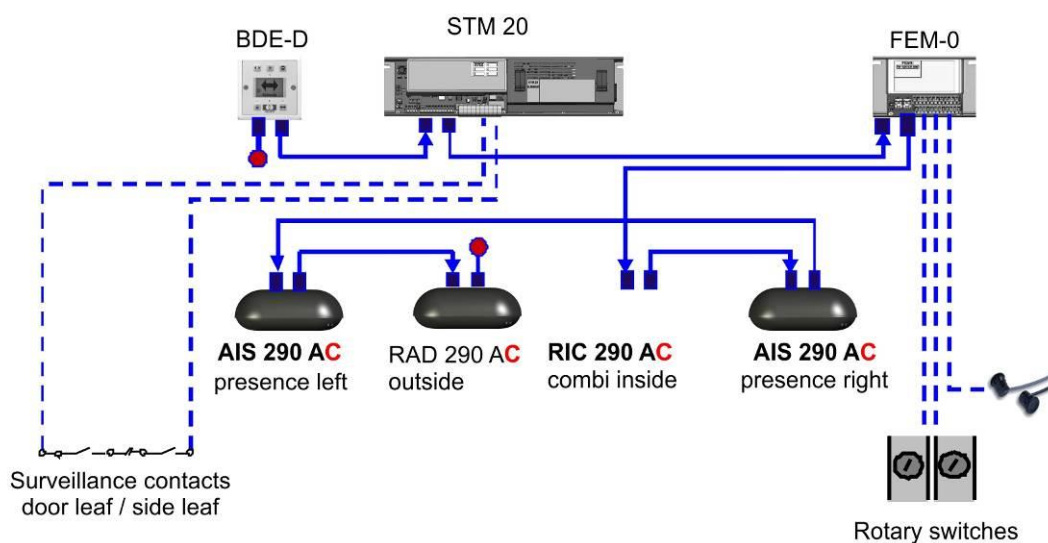 BDE-D
STM 20
FEM-0
AIS 290 AC
presence left
RAD 290 AC
outside
RIC 290 AC
combi inside
AIS 290 AC
presence right
Surveillance contacts
door leaf / side leaf
Rotary switches